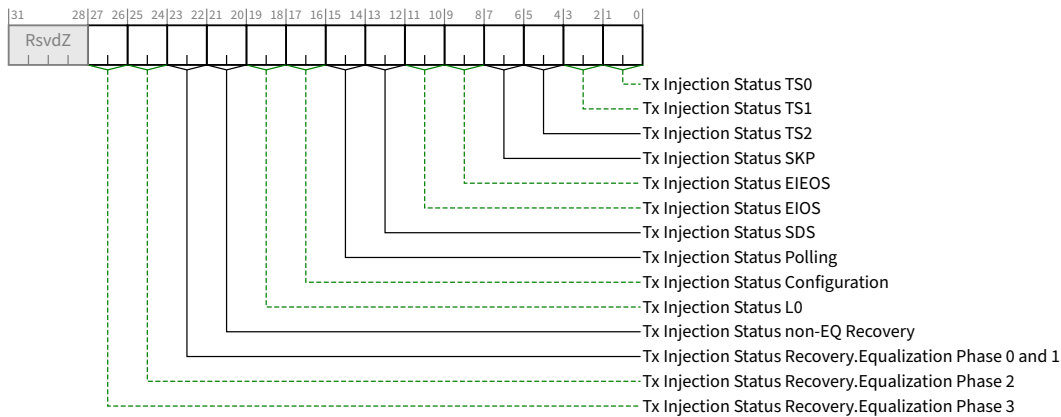 31 28 27 26 25 24 23 22 21 20 19 18 17 16 15 14 13 12 11 10 9 8 7 6 5 4 3 2 1 0
RsvdZ
Tx Injection Status TS0
Tx Injection Status TS1
Tx Injection Status TS2
Tx Injection Status SKP
Tx Injection Status EIEOS
Tx Injection Status EIOS
Tx Injection Status SDS
Tx Injection Status Polling
Tx Injection Status Configuration
Tx Injection Status L0
Tx Injection Status non-EQ Recovery
Tx Injection Status Recovery.Equalization Phase 0 and 1
Tx Injection Status Recovery.Equalization Phase 2
Tx Injection Status Recovery.Equalization Phase 3